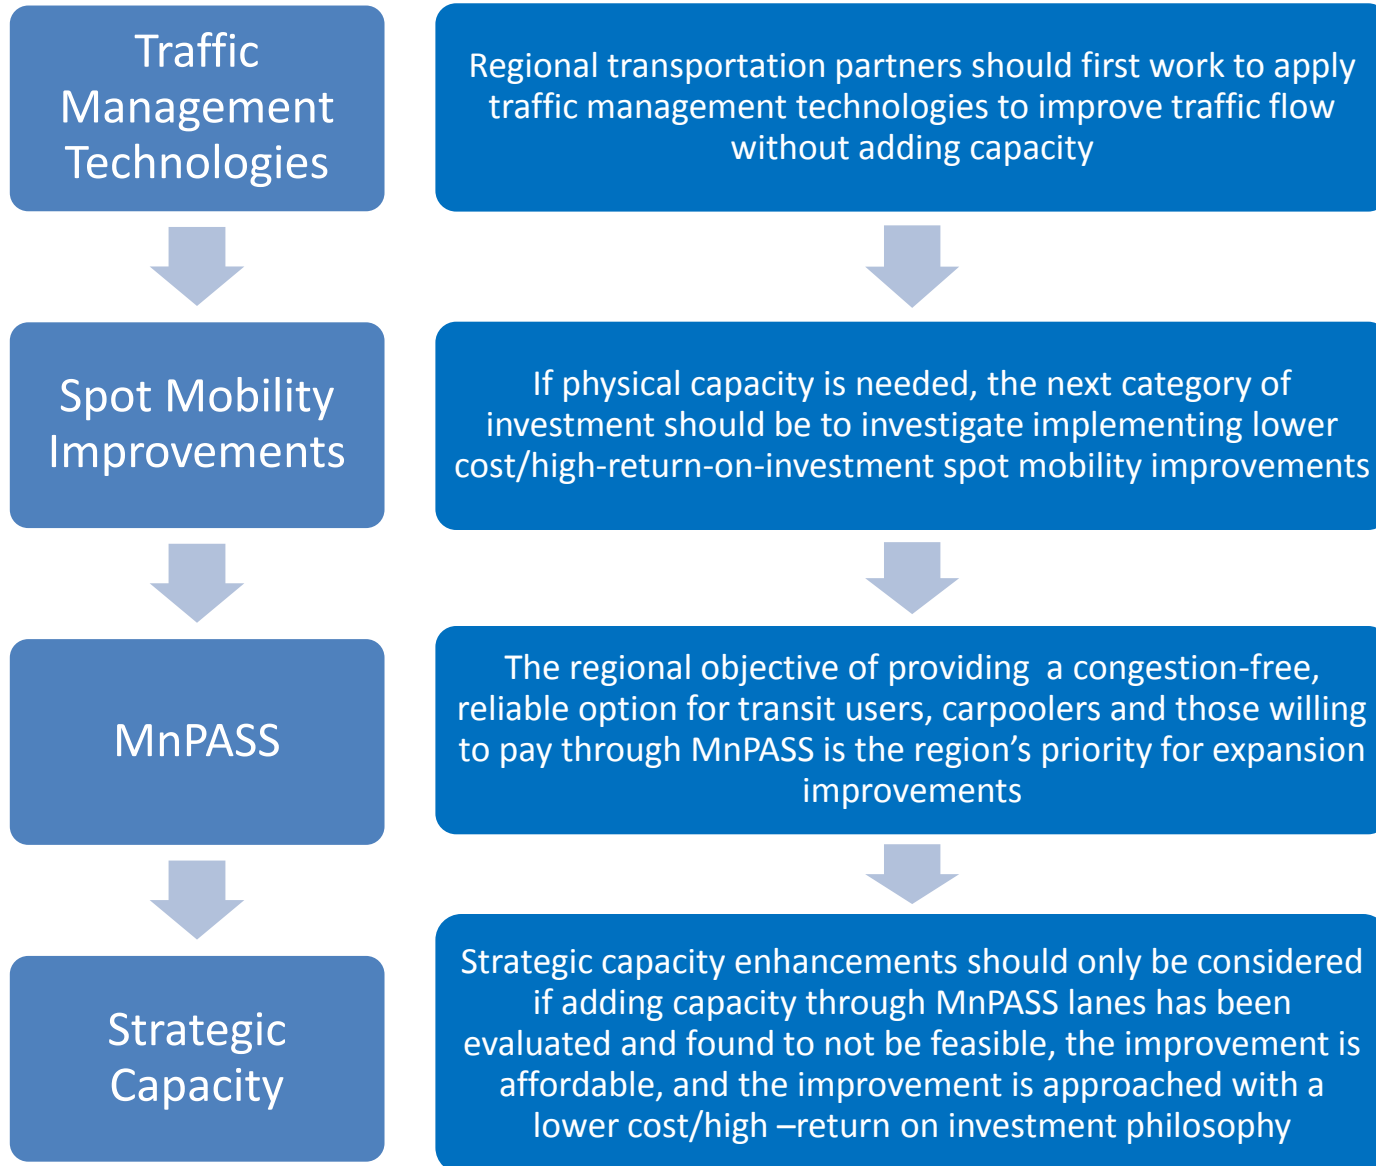 Traffic
Management
Technologies
Regional transportation partners should first work to apply
traffic management technologies to improve traffic flow
without adding capacity
Spot Mobility
Improvements
If physical capacity is needed, the next category of
investment should be to investigate implementing lower
cost/high-return-on-investment spot mobility improvements
MnPASS
The regional objective of providing  a congestion-free,
reliable option for transit users, carpoolers and those willing
to pay through MnPASS is the region’s priority for expansion
improvements
Strategic
Capacity
Strategic capacity enhancements should only be considered
if adding capacity through MnPASS lanes has been
evaluated and found to not be feasible, the improvement is
affordable, and the improvement is approached with a
lower cost/high –return on investment philosophy